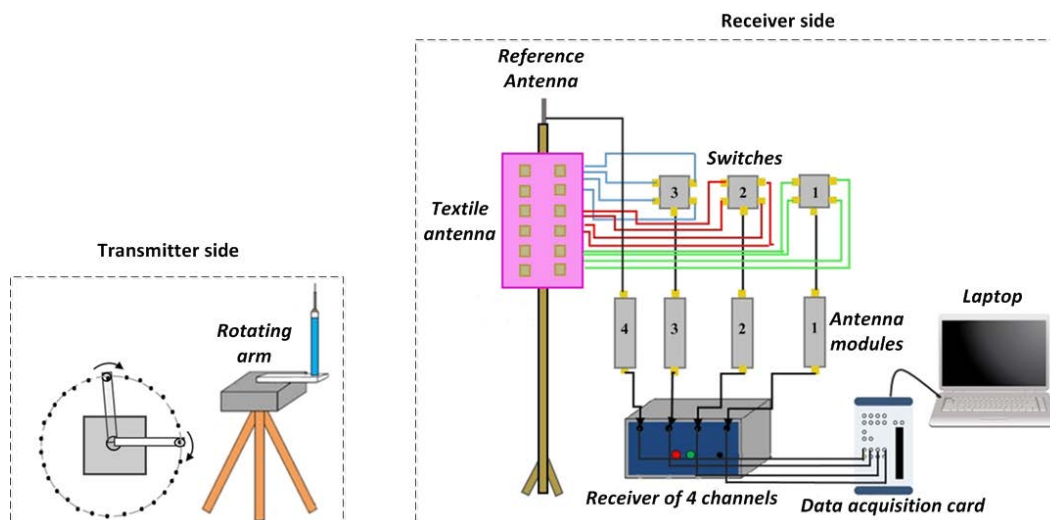 Receiver side
Reference
Antenna
Switches
3
2
1
Textile
antenna
Transmitter side
Rotating
arm
4
3
2
1
Antenna
modules
Laptop
Receiver of 4 channels
Data acquisition card